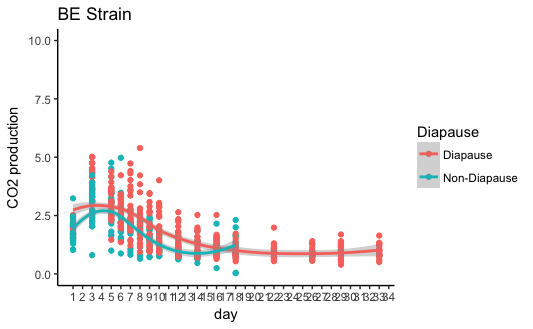 BE Strain
10.0
7.5
5.0
2.5
0.0
CO2 production
1 2 3 4 5 6 7 8 9 10 11 12 13 14 15 16 17 18 19 20 21 22 23 24 25 26 27 28 29 30 31 32 33 34
day
Diapause
Diapause
Non-Diapause